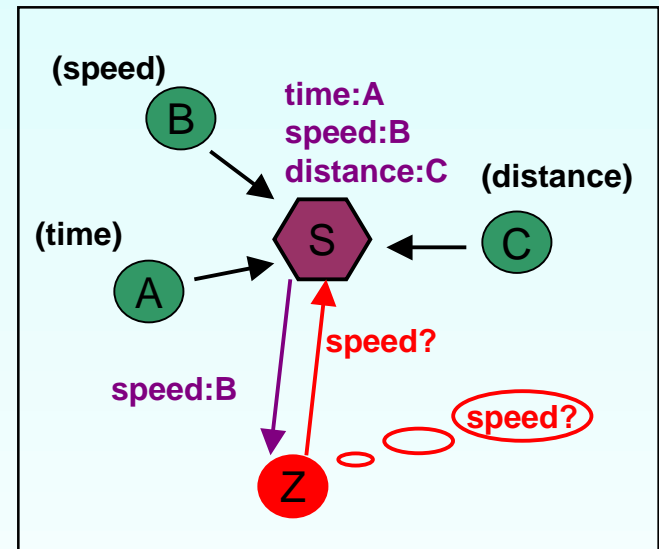 (speed)
B
time:A
speed:B
distance:C
(distance)
(time)
S
C
A
speed?
speed:B
speed?
Z